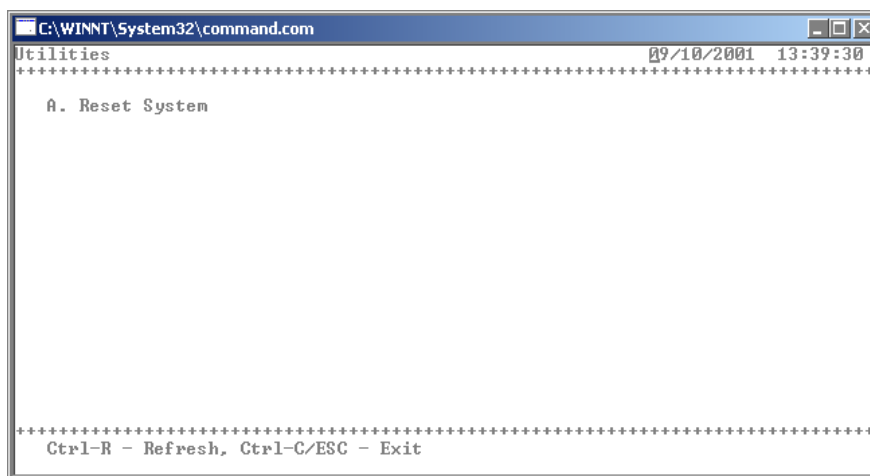 C:\WINNT\System32\command.com
Utilities 09/10/2001 13:39:30
++++++++++++++++++++++++++++++++++++++++++++++++++++++++++++++++++++++++++++++++
A. Reset System
++++++++++++++++++++++++++++++++++++++++++++++++++++++++++++++++++++++++++++++++
Ctrl-R - Refresh, Ctrl-C/ESC - Exit